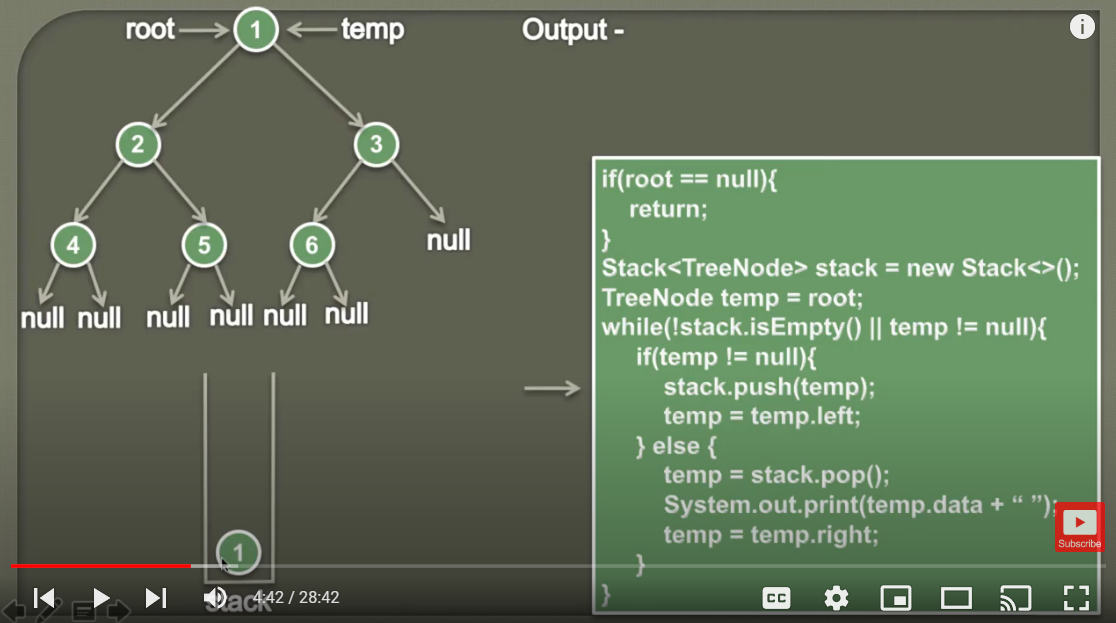 root 1 temp Output -
2 3
4 5 6 null
null null null null null null
if(root == null){
return;
}
Stack<TreeNode> stack = new Stack<>();
TreeNode temp = root;
while(!stack.isEmpty() || temp != null){
if(temp != null){
stack.push(temp);
temp = temp.left;
} else {
temp = stack.pop();
System.out.print(temp.data + “ ”);
temp = temp.right;
}
}
1
stack
Subscribe
4:42 / 28:42
CC
i